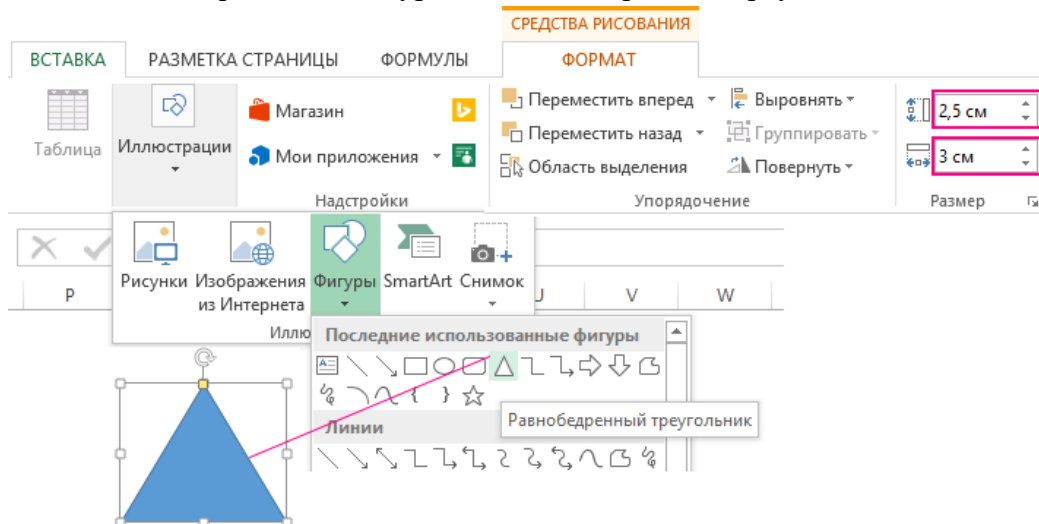 СРЕДСТВА РИСОВАНИЯ
ВСТАВКА РАЗМЕТКА СТРАНИЦЫ ФОРМУЛЫ ФОРМАТ
Таблица
Иллюстрации
Магазин
Мои приложения
Надстройки
Переместить вперед
Переместить назад
Область выделения
Выровнять
Группировать
Повернуть
Упорядочение
2,5 см
3 см
Размер
Рисунки
Изображения
из Интернета
Фигуры
SmartArt
Снимок
P U V W
Иллю
Последние использованные фигуры
Равнобедренный треугольник
Линии